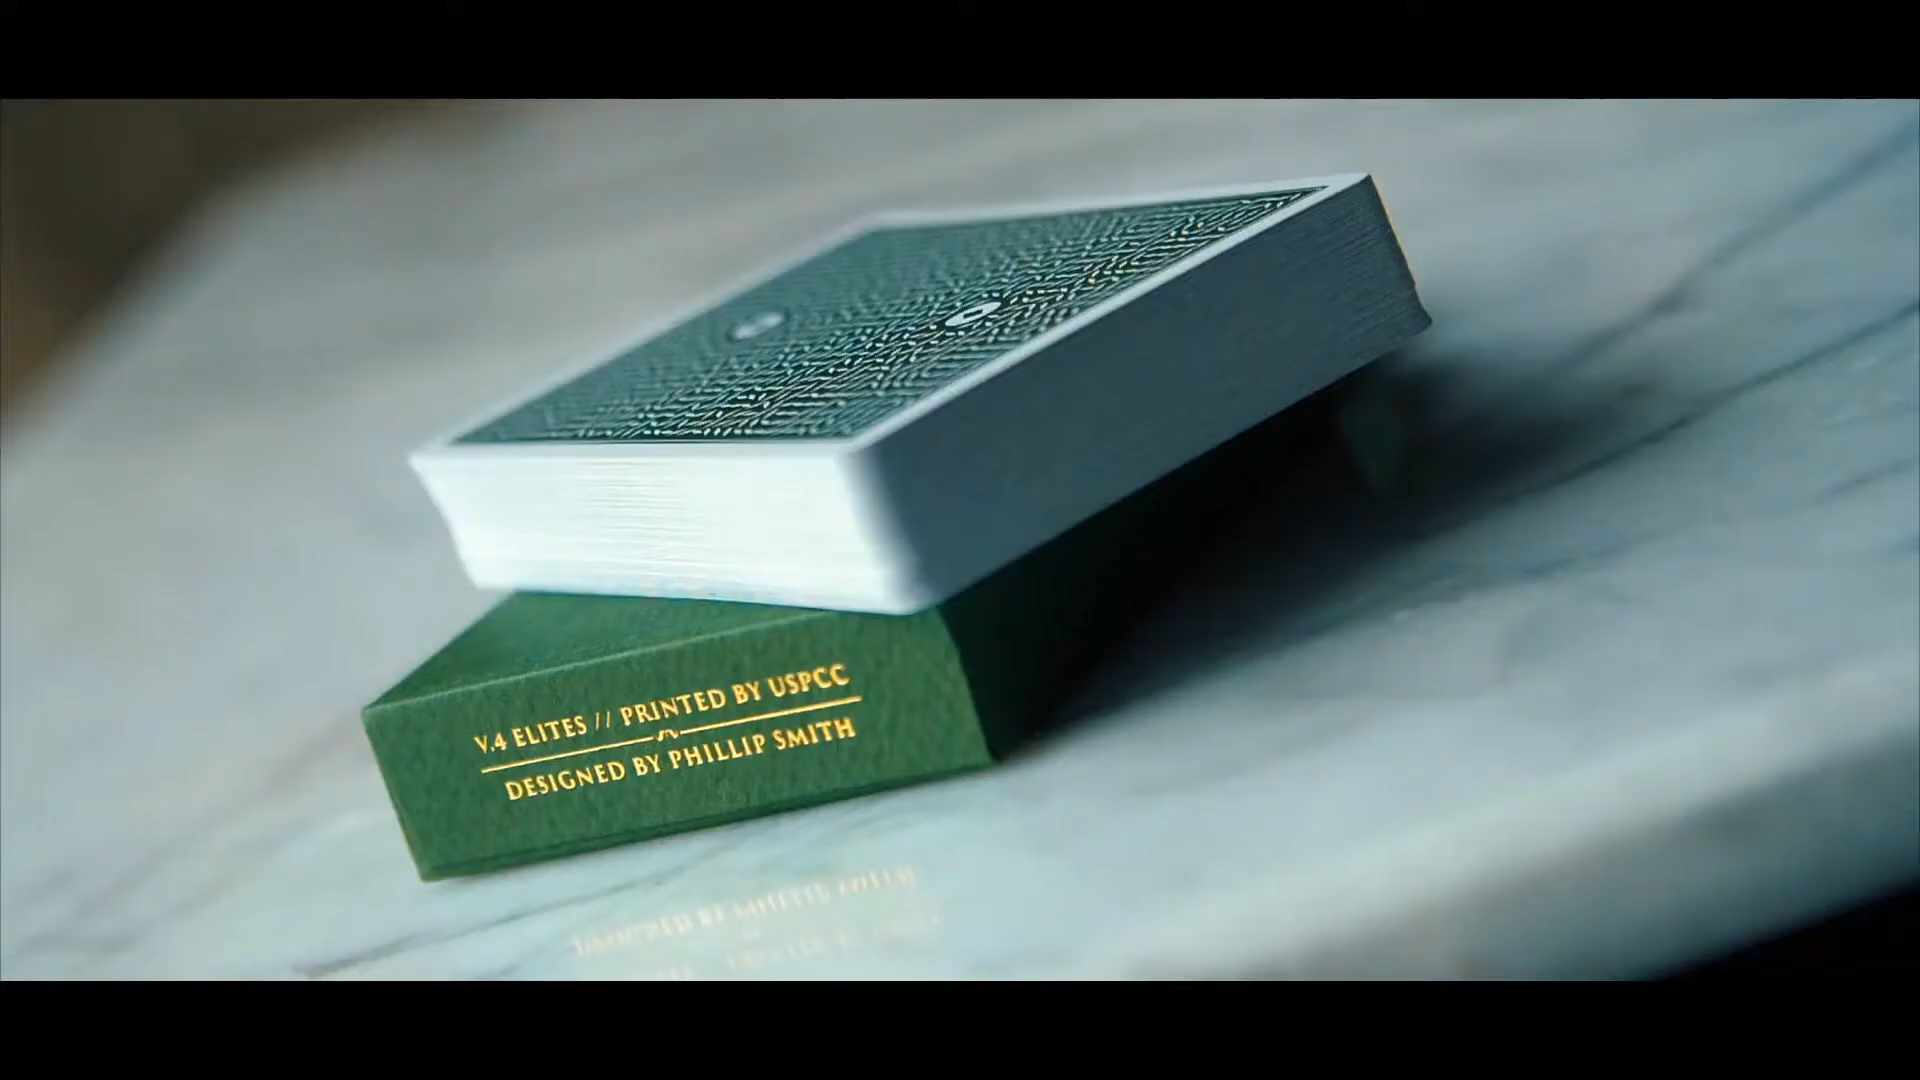 V.4 ELITES // PRINTED BY USPCC
DESIGNED BY PHILLIP SMITH